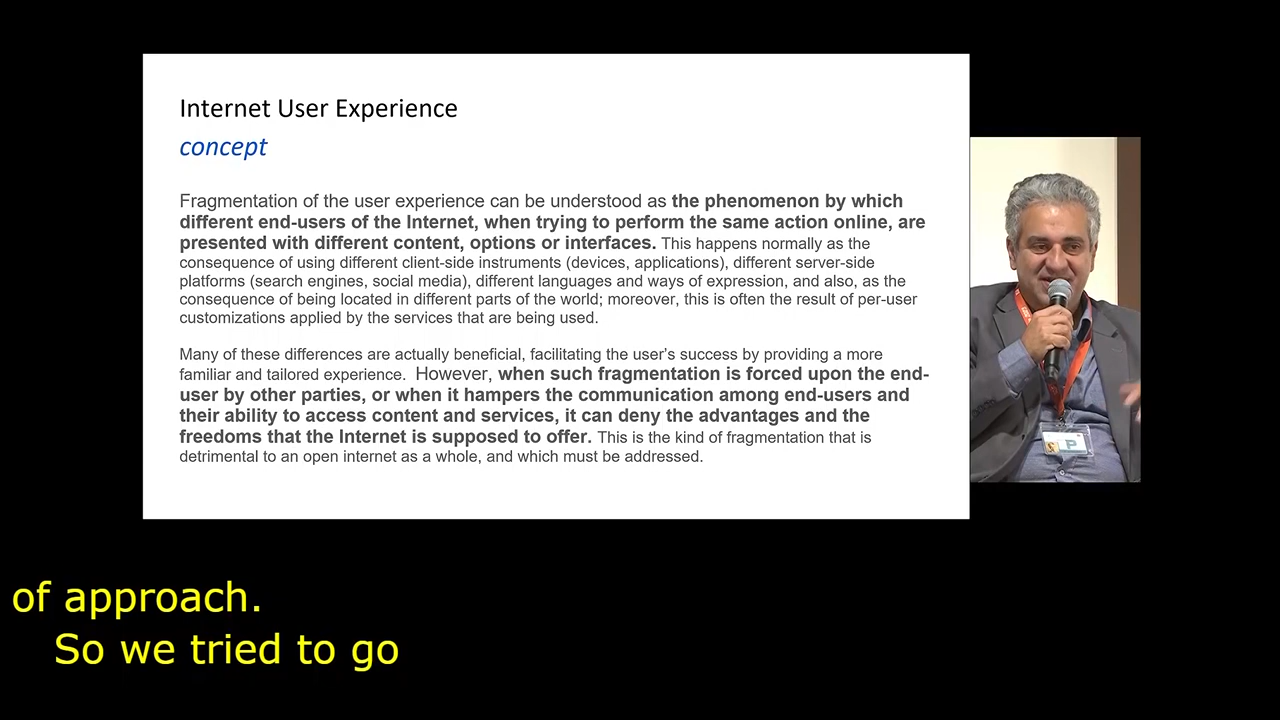 Internet User Experience
concept
Fragmentation of the user experience can be understood as the phenomenon by which
different end-users of the Internet, when trying to perform the same action online, are
presented with different content, options or interfaces. This happens normally as the
consequence of using different client-side instruments (devices, applications), different server-side
platforms (search engines, social media), different languages and ways of expression, and also, as the
consequence of being located in different parts of the world; moreover, this is often the result of per-user
customizations applied by the services that are being used.
Many of these differences are actually beneficial, facilitating the user's success by providing a more
familiar and tailored experience. However, when such fragmentation is forced upon the end-
user by other parties, or when it hampers the communication among end-users and
their ability to access content and services, it can deny the advantages and the
freedoms that the Internet is supposed to offer. This is the kind of fragmentation that is
detrimental to an open internet as a whole, and which must be addressed.
P
of approach.
So we tried to go